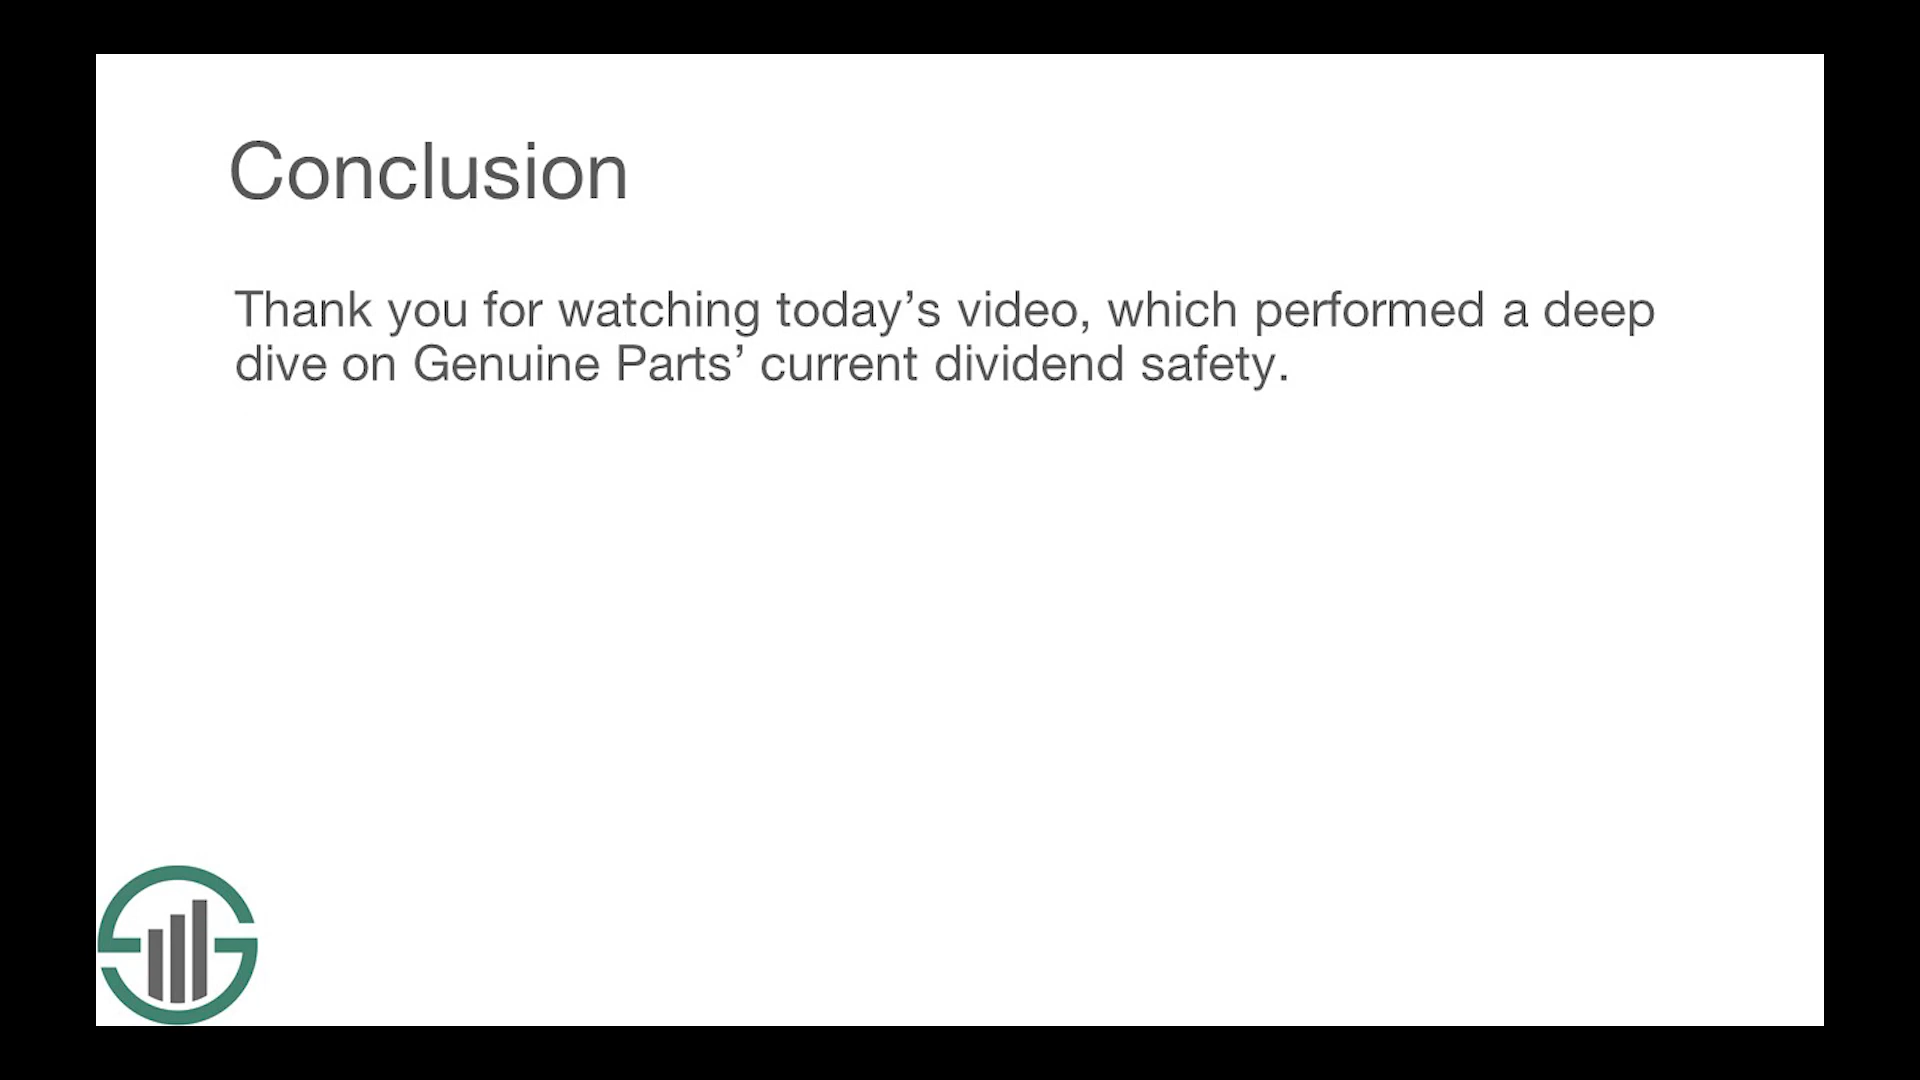 Conclusion
Thank you for watching today’s video, which performed a deep
dive on Genuine Parts’ current dividend safety.